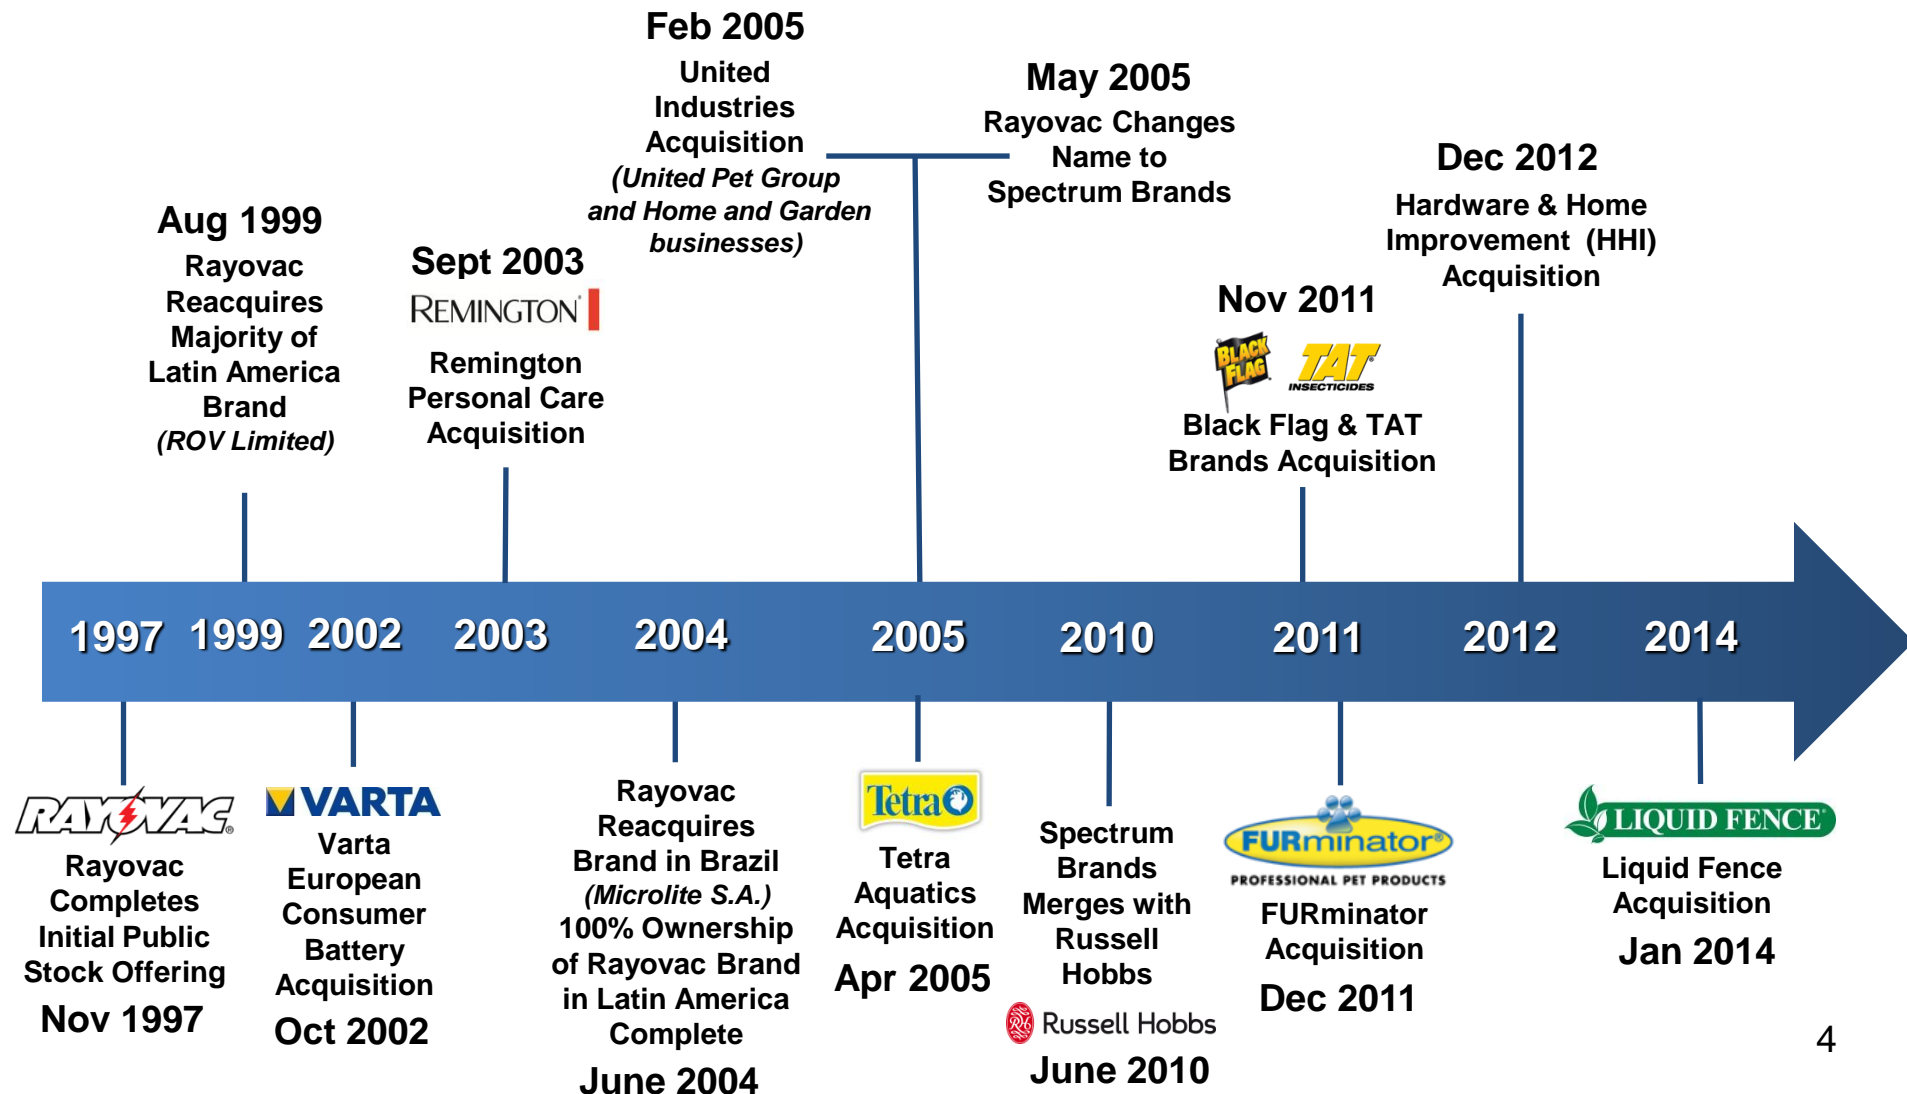 Feb 2005
United
Industries
Acquisition
(United Pet Group
and Home and Garden
businesses)
May 2005
Rayovac Changes
Name to
Spectrum Brands
Dec 2012
Hardware & Home
Improvement (HHI)
Acquisition
Aug 1999
Rayovac
Reacquires
Majority of
Latin America
Brand
(ROV Limited)
Sept 2003
REMINGTON
Remington
Personal Care
Acquisition
Nov 2011
BLACK
FLAG
TAT
INSECTICIDES
Black Flag & TAT
Brands Acquisition
1997 1999 2002 2003 2004 2005 2010 2011 2012 2014
RAYOVAC
Rayovac
Completes
Initial Public
Stock Offering
Nov 1997
VARTA
Varta
European
Consumer
Battery
Acquisition
Oct 2002
Rayovac
Reacquires
Brand in Brazil
(Microlite S.A.)
100% Ownership
of Rayovac Brand
in Latin America
Complete
June 2004
Tetra
Tetra
Aquatics
Acquisition
Apr 2005
Spectrum
Brands
Merges with
Russell
Hobbs
RH Russell Hobbs
June 2010
FURminator®
PROFESSIONAL PET PRODUCTS
FURminator
Acquisition
Dec 2011
LIQUID FENCE
Liquid Fence
Acquisition
Jan 2014
4